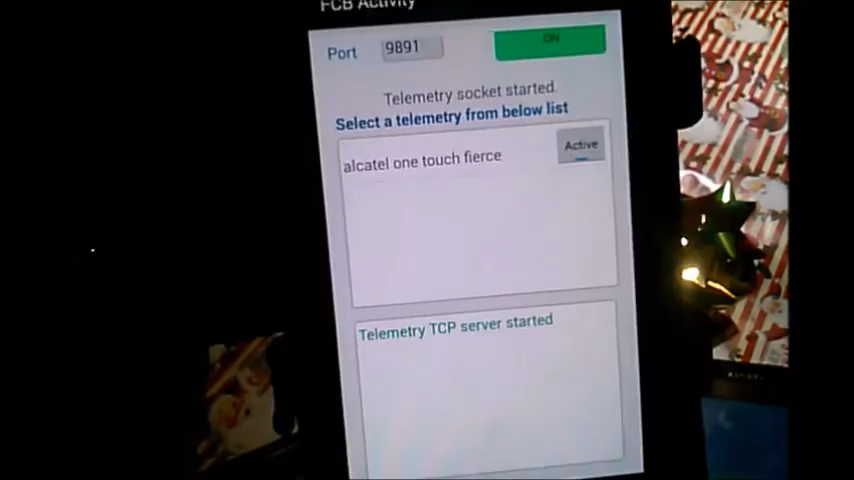 FCB Activity
Port 9891 ON
Telemetry socket started.
Select a telemetry from below list
alcatel one touch fierce Active
Telemetry TCP server started